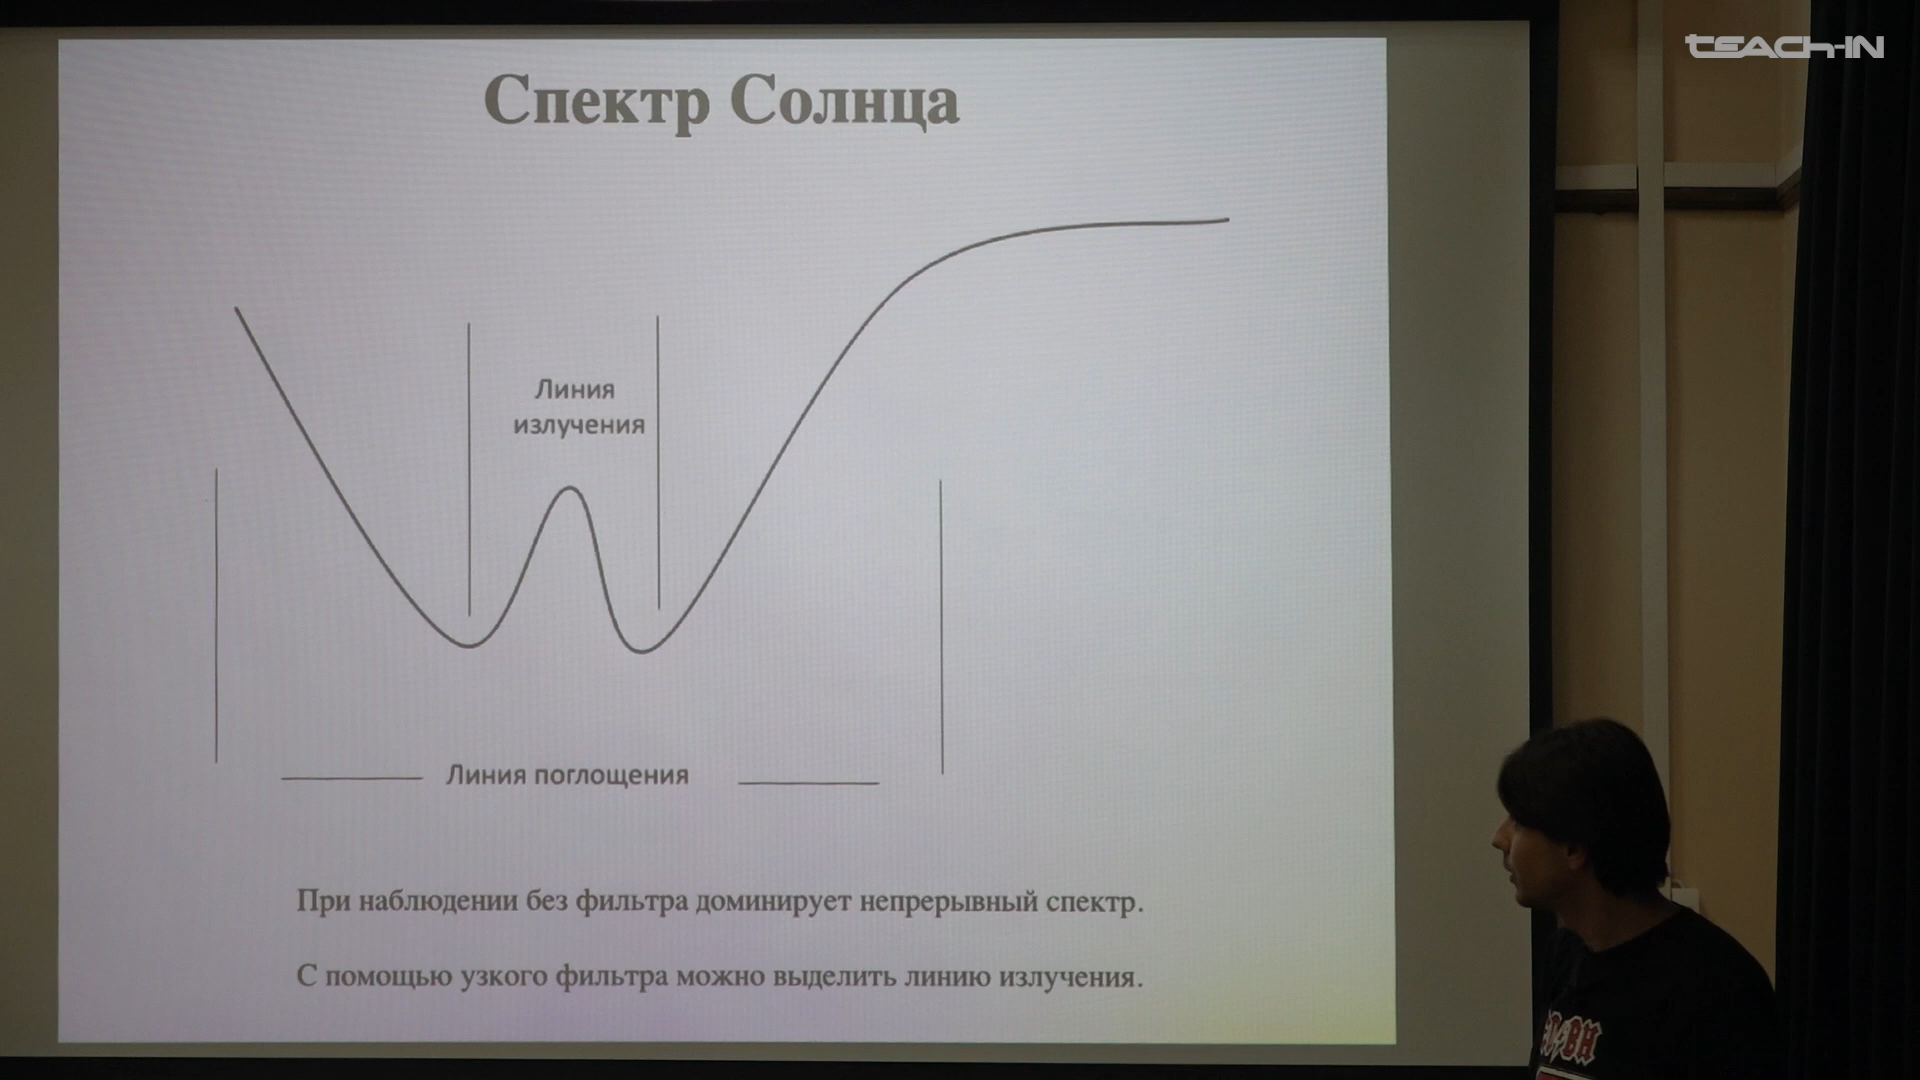 teach-in
Спектр Солнца
Линия
излучения
Линия поглощения
При наблюдении без фильтра доминирует непрерывный спектр.
С помощью узкого фильтра можно выделить линию излучения.